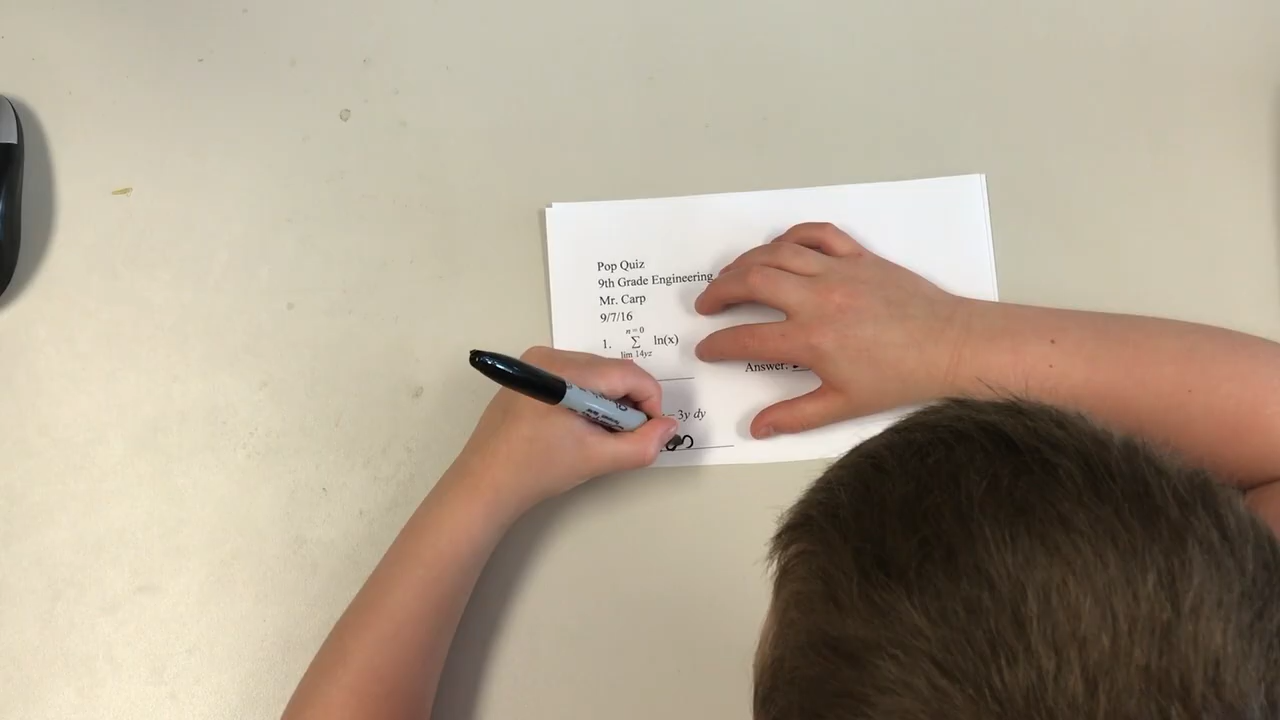 Pop Quiz
9th Grade Engineering
Mr. Carp
9/7/16
n=0
1. Σ ln(x)
lim 14yz
Answer:
– 3y dy